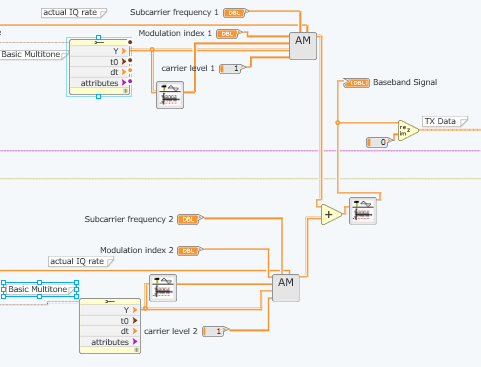 actual IQ rate
Subcarrier frequency 1
DBL
Modulation index 1
DBL
AM
Basic Multitone
Y
t0
dt
attributes
carrier level 1
1
DBL
Baseband Signal
TX Data
re
im
z
0
Subcarrier frequency 2
DBL
+
Modulation index 2
DBL
actual IQ rate
AM
Basic Multitone
Y
t0
dt
attributes
carrier level 2
1